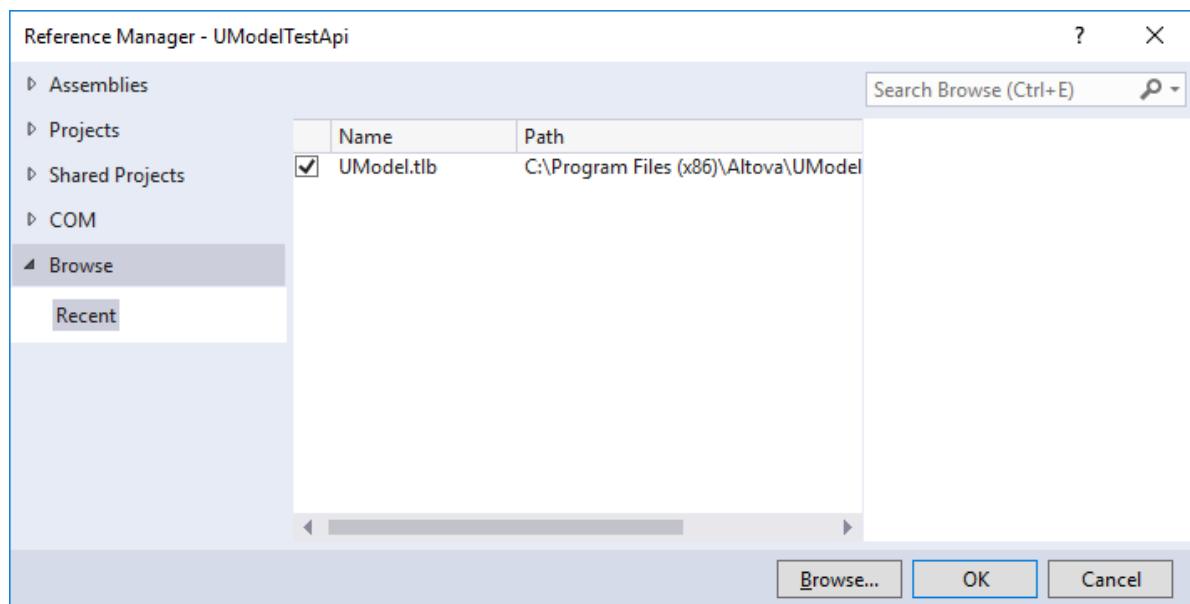 Reference Manager - UModelTestApi
?
Assemblies
Projects
Shared Projects
COM
Browse
Recent
Search Browse (Ctrl+E)
Name Path
UModel.tlb C:\Program Files (x86)\Altova\UModel
Browse... OK Cancel